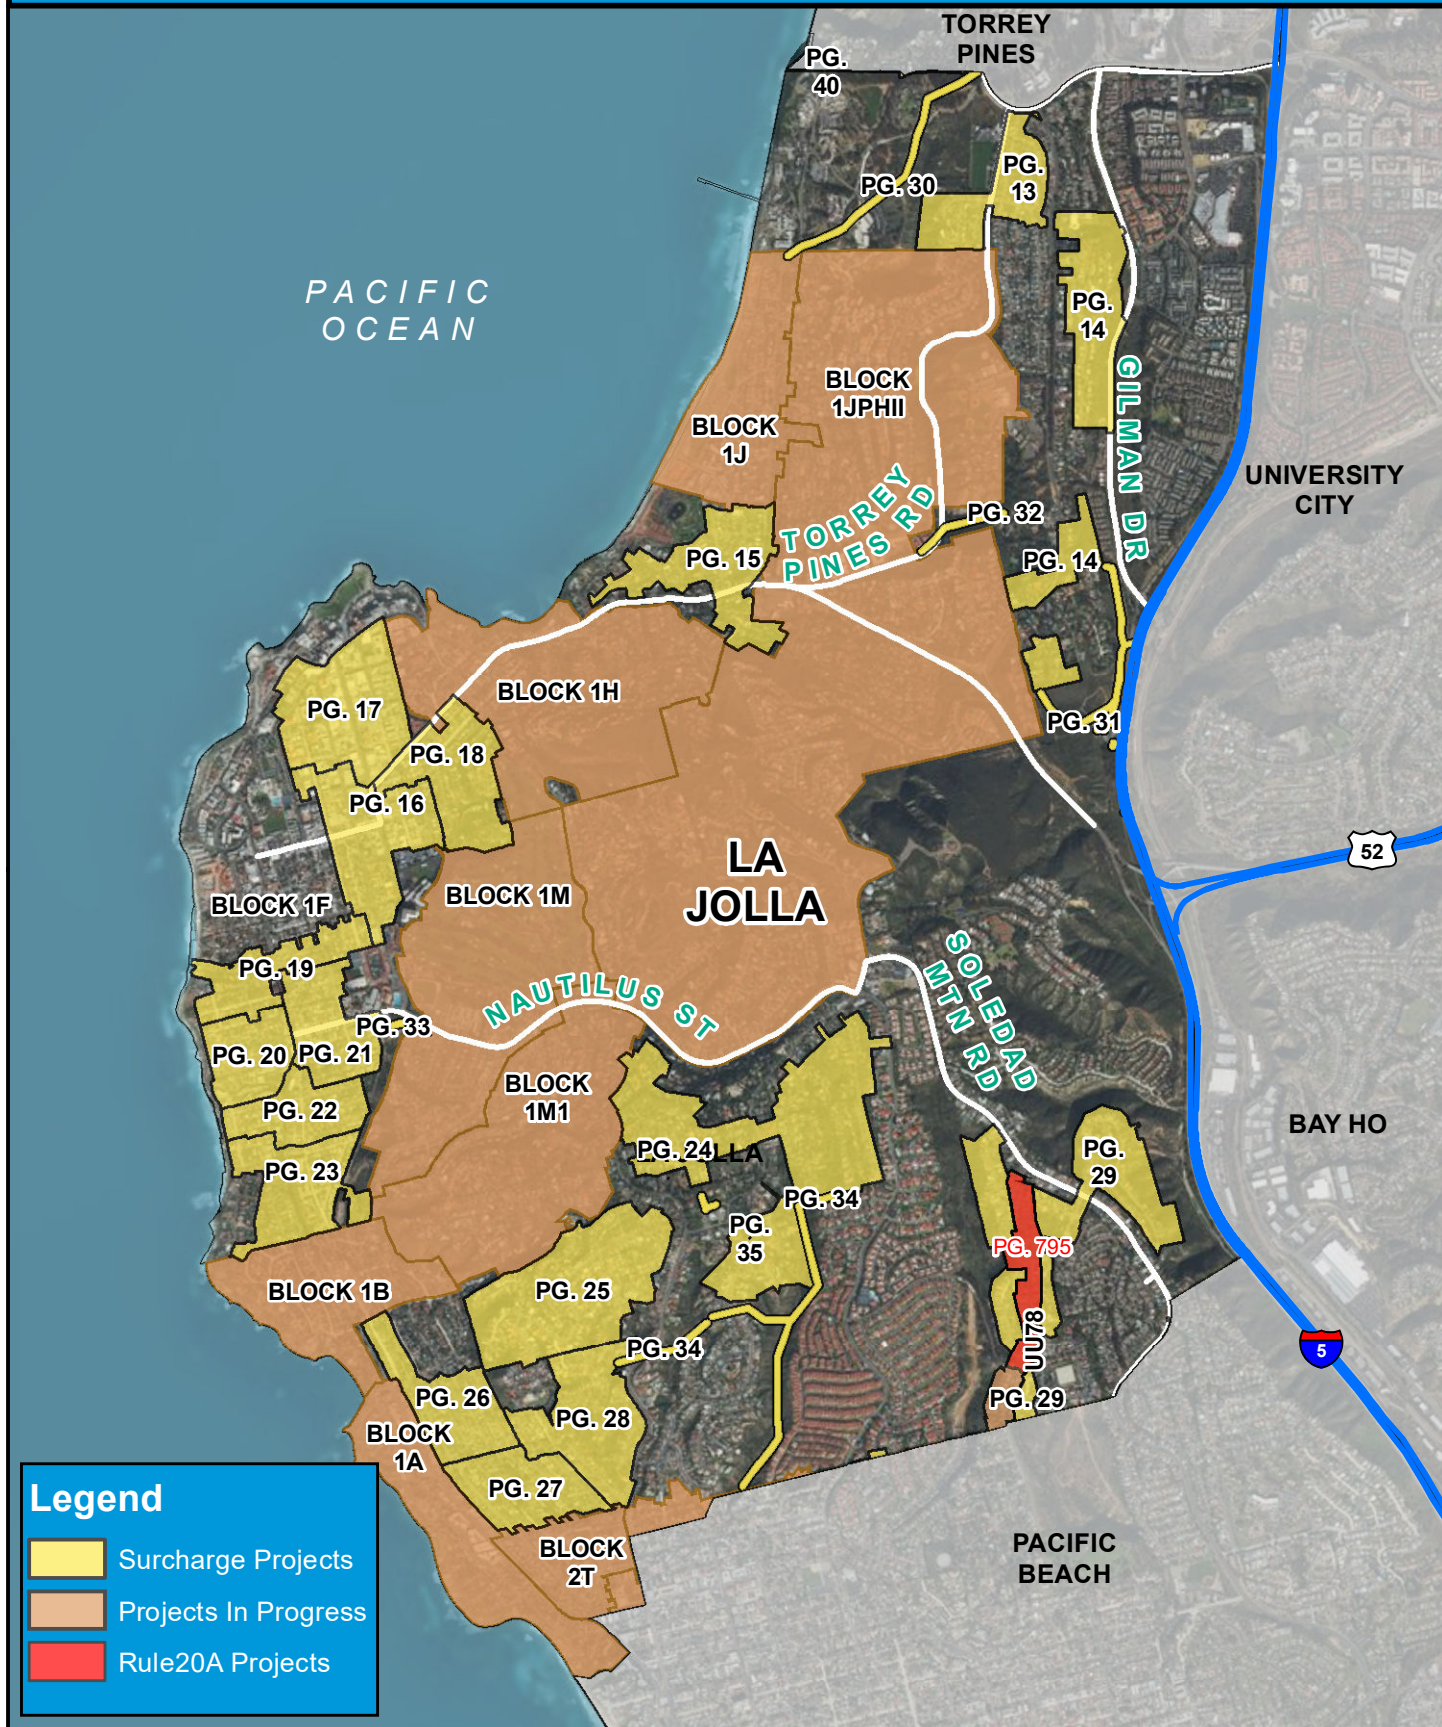 TORREY
PINES
PG.
40
PG. 30
PG.
13
PACIFIC
OCEAN
PG.
14
GILMAN DR
BLOCK
1JPHII
BLOCK
1J
UNIVERSITY
CITY
TORREY
PINES RD
PG. 32
PG. 15
PG. 14
BLOCK 1H
PG. 17
PG. 31
PG. 18
PG. 16
52
LA
JOLLA
BLOCK 1M
BLOCK 1F
SOLEDAD
MTN RD
PG. 19
NAUTILUS ST
PG. 33
PG. 20
PG. 21
BLOCK
1M1
PG. 22
BAY HO
PG. 24
LLA
PG.
29
PG. 23
PG. 34
PG.
35
PG. 795
BLOCK 1B
PG. 25
UU78
PG. 34
5
PG. 26
PG. 29
PG. 28
BLOCK
1A
PG. 27
PACIFIC
BEACH
BLOCK
2T
Legend
Surcharge Projects
Projects In Progress
Rule20A Projects